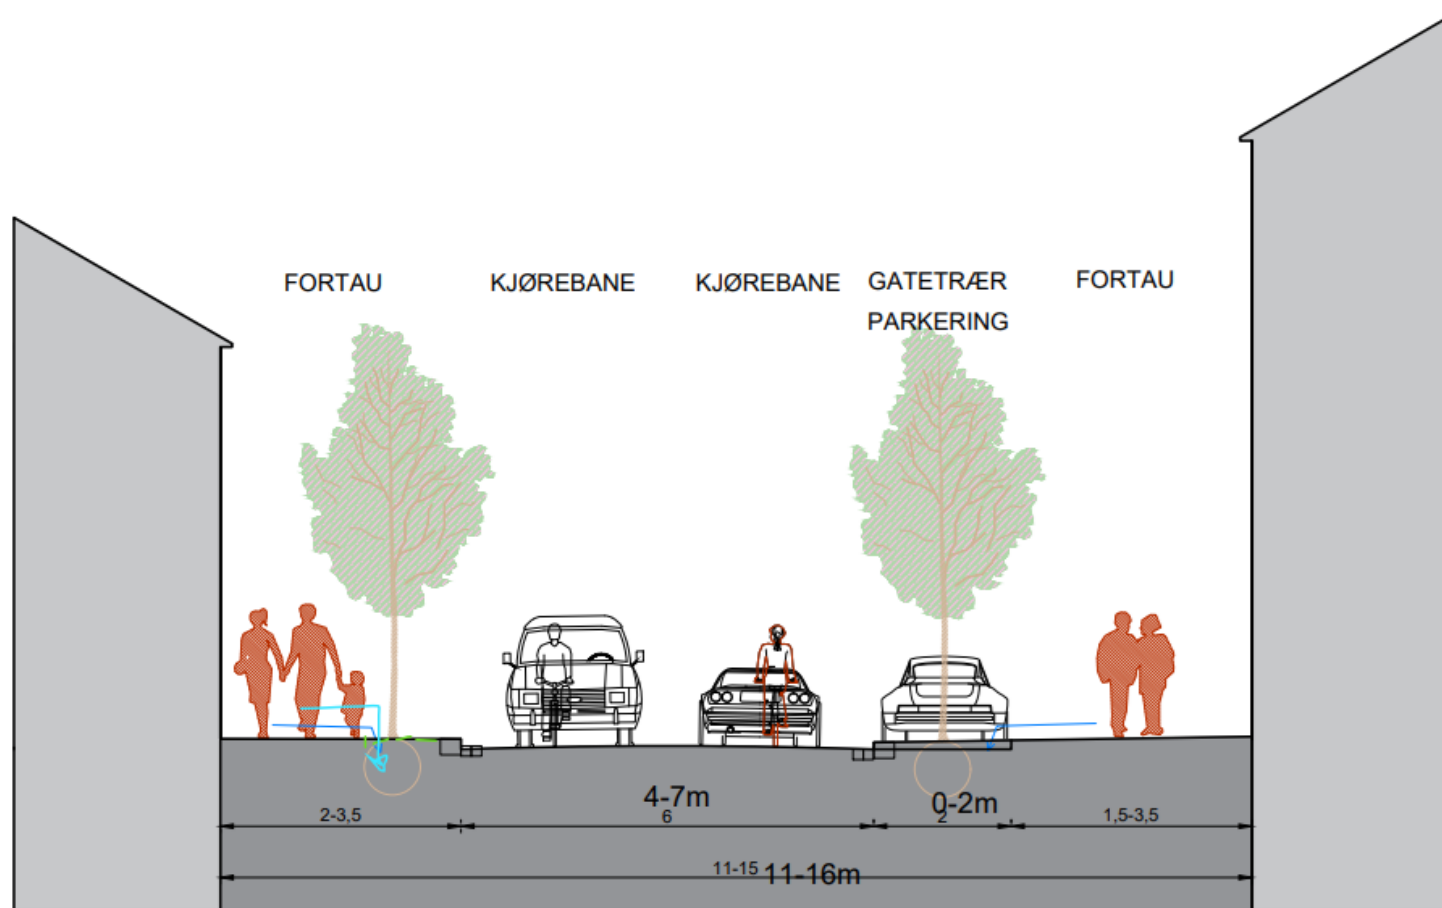 FORTAU
KJØREBANE
KJØREBANE
GATETRÆR
PARKERING
FORTAU
4-7m
0-2m
2-3,5
6
2
1,5-3,5
11-15
11-16m